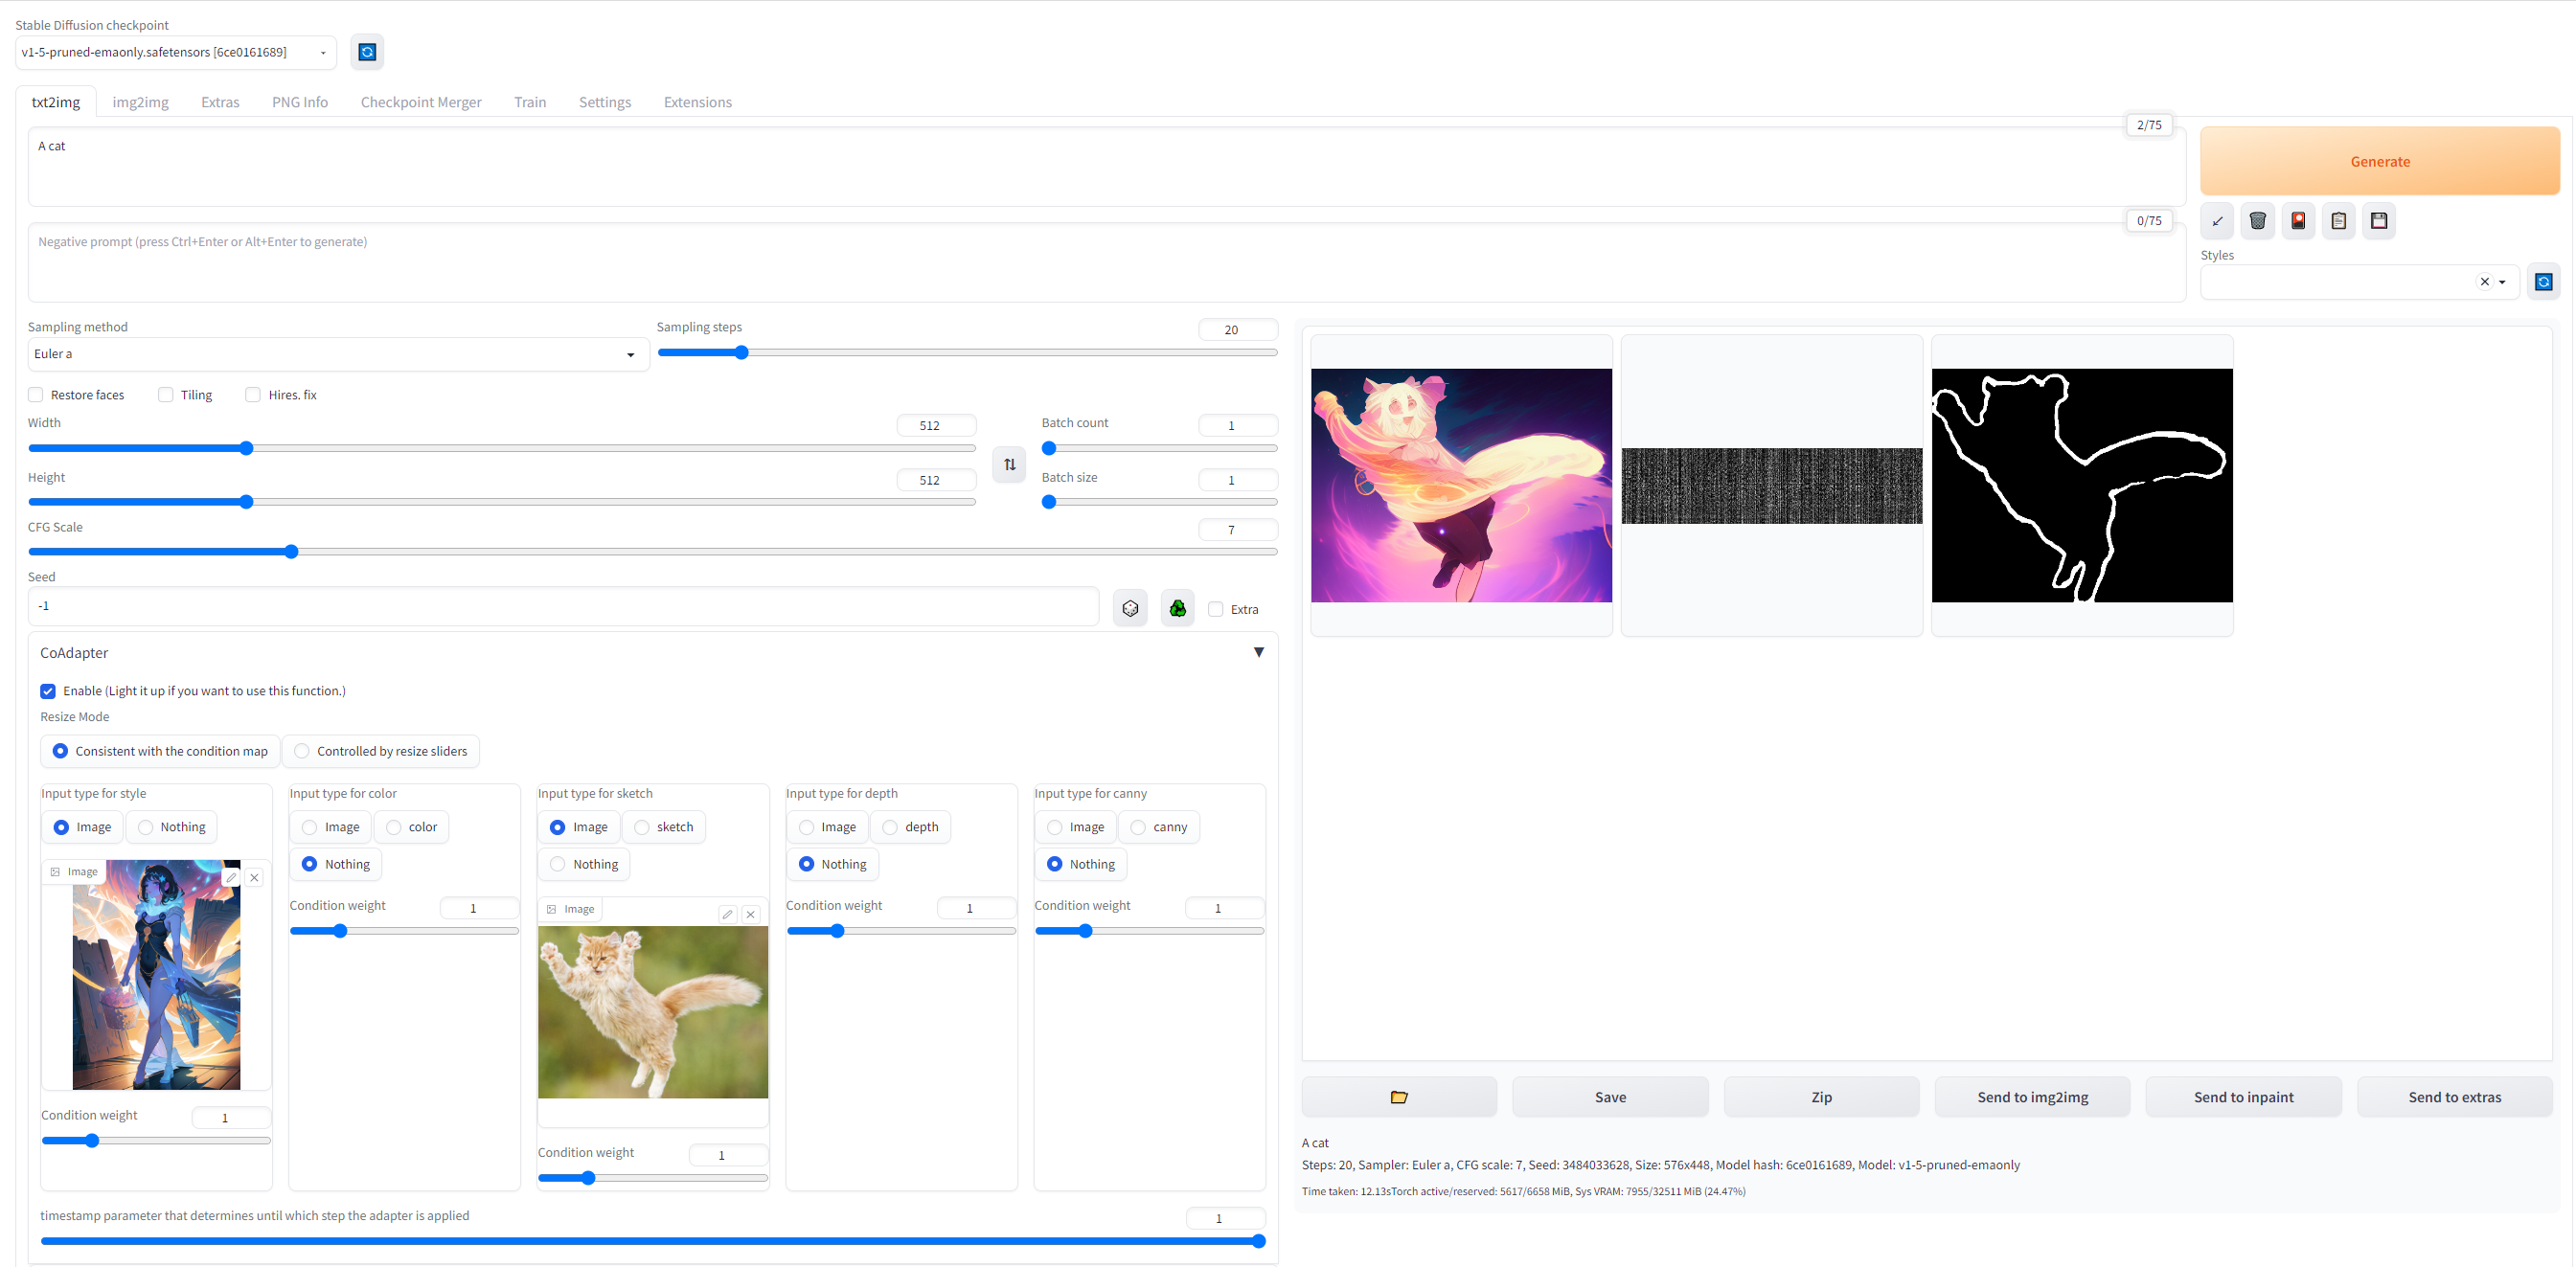 Stable Diffusion checkpoint
v1-5-pruned-emaonly.safetensors [6ce0161689]
txt2img img2img Extras PNG Info Checkpoint Merger Train Settings Extensions
2/75
A cat
Generate
0/75
Negative prompt (press Ctrl+Enter or Alt+Enter to generate)
Styles
Sampling method
Euler a
Sampling steps
20
Restore faces Tiling Hires. fix
Width
512
Batch count
1
Height
512
Batch size
1
CFG Scale
7
Seed
-1
Extra
CoAdapter
Enable (Light it up if you want to use this function.)
Resize Mode
Consistent with the condition map Controlled by resize sliders
Input type for style
Image Nothing
Image
Condition weight
1
Input type for color
Image color
Nothing
Condition weight
1
Input type for sketch
Image sketch
Nothing
Image
Condition weight
1
Input type for depth
Image depth
Nothing
Condition weight
1
Input type for canny
Image canny
Nothing
Condition weight
1
timestamp parameter that determines until which step the adapter is applied
1
Save Zip Send to img2img Send to inpaint Send to extras
A cat
Steps: 20, Sampler: Euler a, CFG scale: 7, Seed: 3484033628, Size: 576x448, Model hash: 6ce0161689, Model: v1-5-pruned-emaonly
Time taken: 12.13sTorch active/reserved: 5617/6658 MiB, Sys VRAM: 7955/32511 MiB (24.47%)